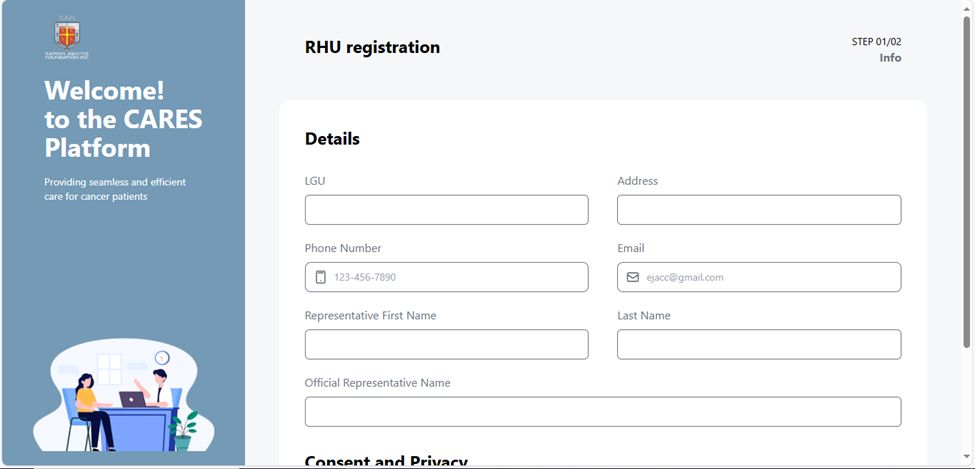 RAFI
RAMON ABOITIZ
FOUNDATION INC.
Welcome!
to the CARES
Platform
Providing seamless and efficient
care for cancer patients
RHU registration
STEP 01/02
Info
Details
LGU
Address
Phone Number
Email
123-456-7890
ejacc@gmail.com
Representative First Name
Last Name
Official Representative Name
Consent and Privacy